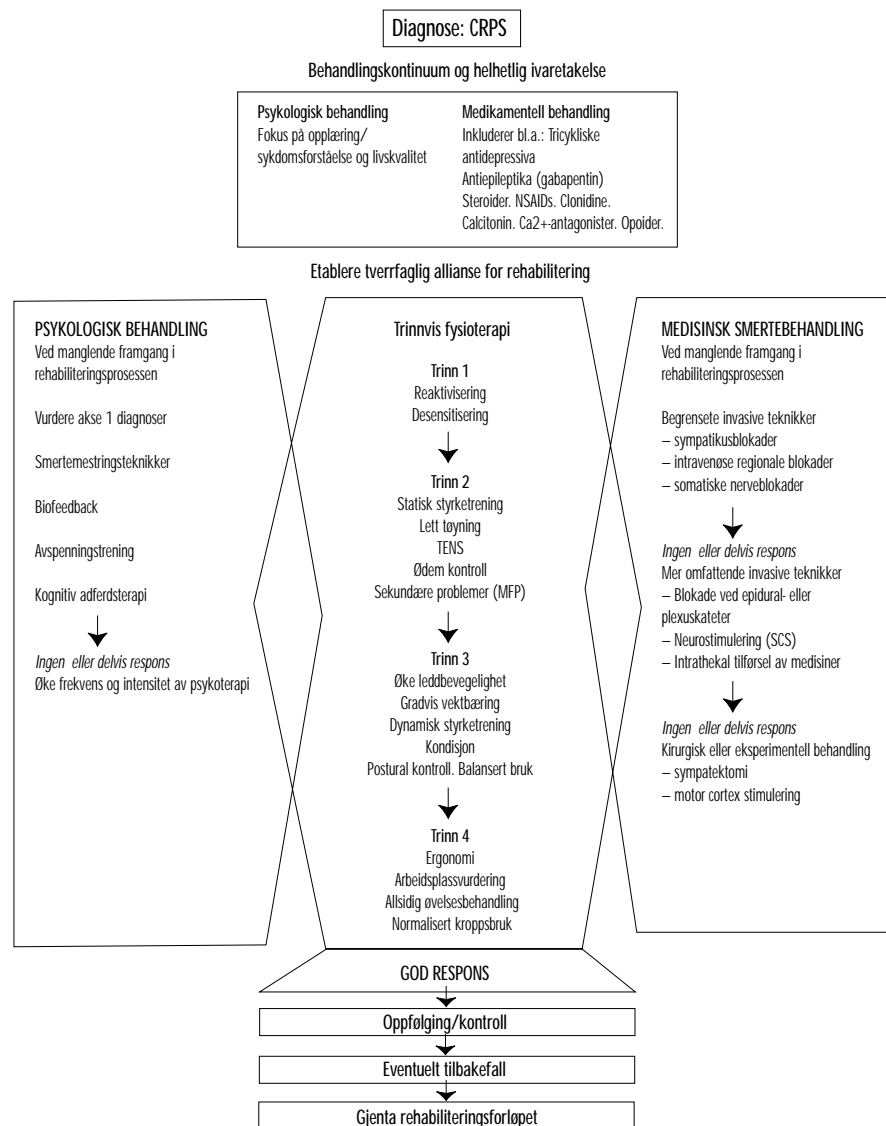 Diagnose: CRPS
Behandlingskontinuum og helhetlig ivaretakelse
Psykologisk behandling
Fokus på opplæring/
sykdomsforståelse og livskvalitet
Medikamentell behandling
Inkluderer bl.a.: Tricykliske
antidepressiva
Antiepileptika (gabapentin)
Steroider. NSAIDs. Clonidine.
Calcitonin. Ca2+-antagonister. Opoider.
Etablere tverrfaglig allianse for rehabilitering
PSYKOLOGISK BEHANDLING
Ved manglende framgang i
rehabiliteringsprosessen
Vurdere akse 1 diagnoser
Smertemestringsteknikker
Biofeedback
Avspenningstrening
Kognitiv adferdsterapi
Ingen eller delvis respons
Øke frekvens og intensitet av psykoterapi
Trinnvis fysioterapi
Trinn 1
Reaktivisering
Desensitisering
Trinn 2
Statisk styrketrening
Lett tøyning
TENS
Ødem kontroll
Sekundære problemer (MFP)
Trinn 3
Øke leddbevegelighet
Gradvis vektbæring
Dynamisk styrketrening
Kondisjon
Postural kontroll. Balansert bruk
Trinn 4
Ergonomi
Arbeidsplassvurdering
Allsidig øvelsesbehandling
Normalisert kroppsbruk
MEDISINSK SMERTEBEHANDLING
Ved manglende framgang i
rehabiliteringsprosessen
Begrensete invasive teknikker
– sympatikusblokader
– intravenøse regionale blokader
– somatiske nerveblokader
Ingen eller delvis respons
Mer omfattende invasive teknikker
– Blokade ved epidural- eller
plexuskateter
– Neurostimulering (SCS)
– Intrathekal tilførsel av medisiner
Ingen eller delvis respons
Kirurgisk eller eksperimentell behandling
– sympatektomi
– motor cortex stimulering
GOD RESPONS
Oppfølging/kontroll
Eventuelt tilbakefall
Gjenta rehabiliteringsforløpet